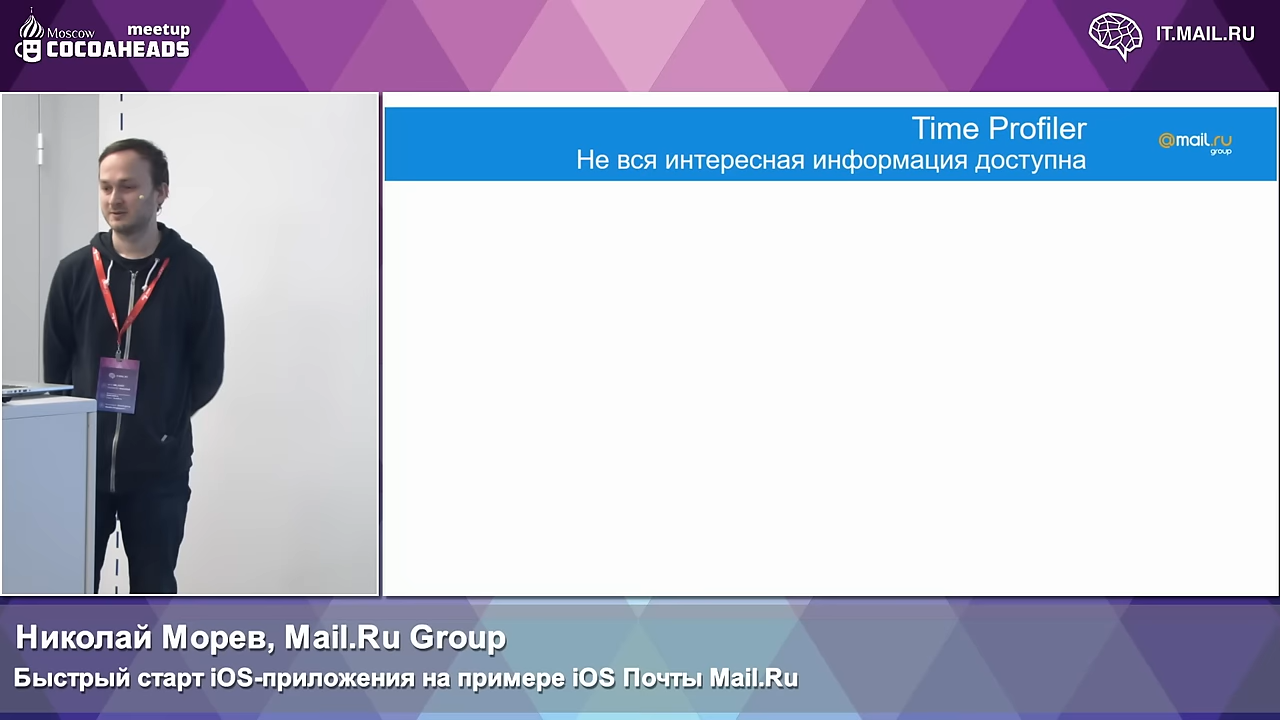 Moscow
meetup
COCOAHEADS
IT.MAIL.RU
Time Profiler
Не вся интересная информация доступна
@mail.ru
group
Николай Морев, Mail.Ru Group
Быстрый старт iOS-приложения на примере iOS Почты Mail.Ru